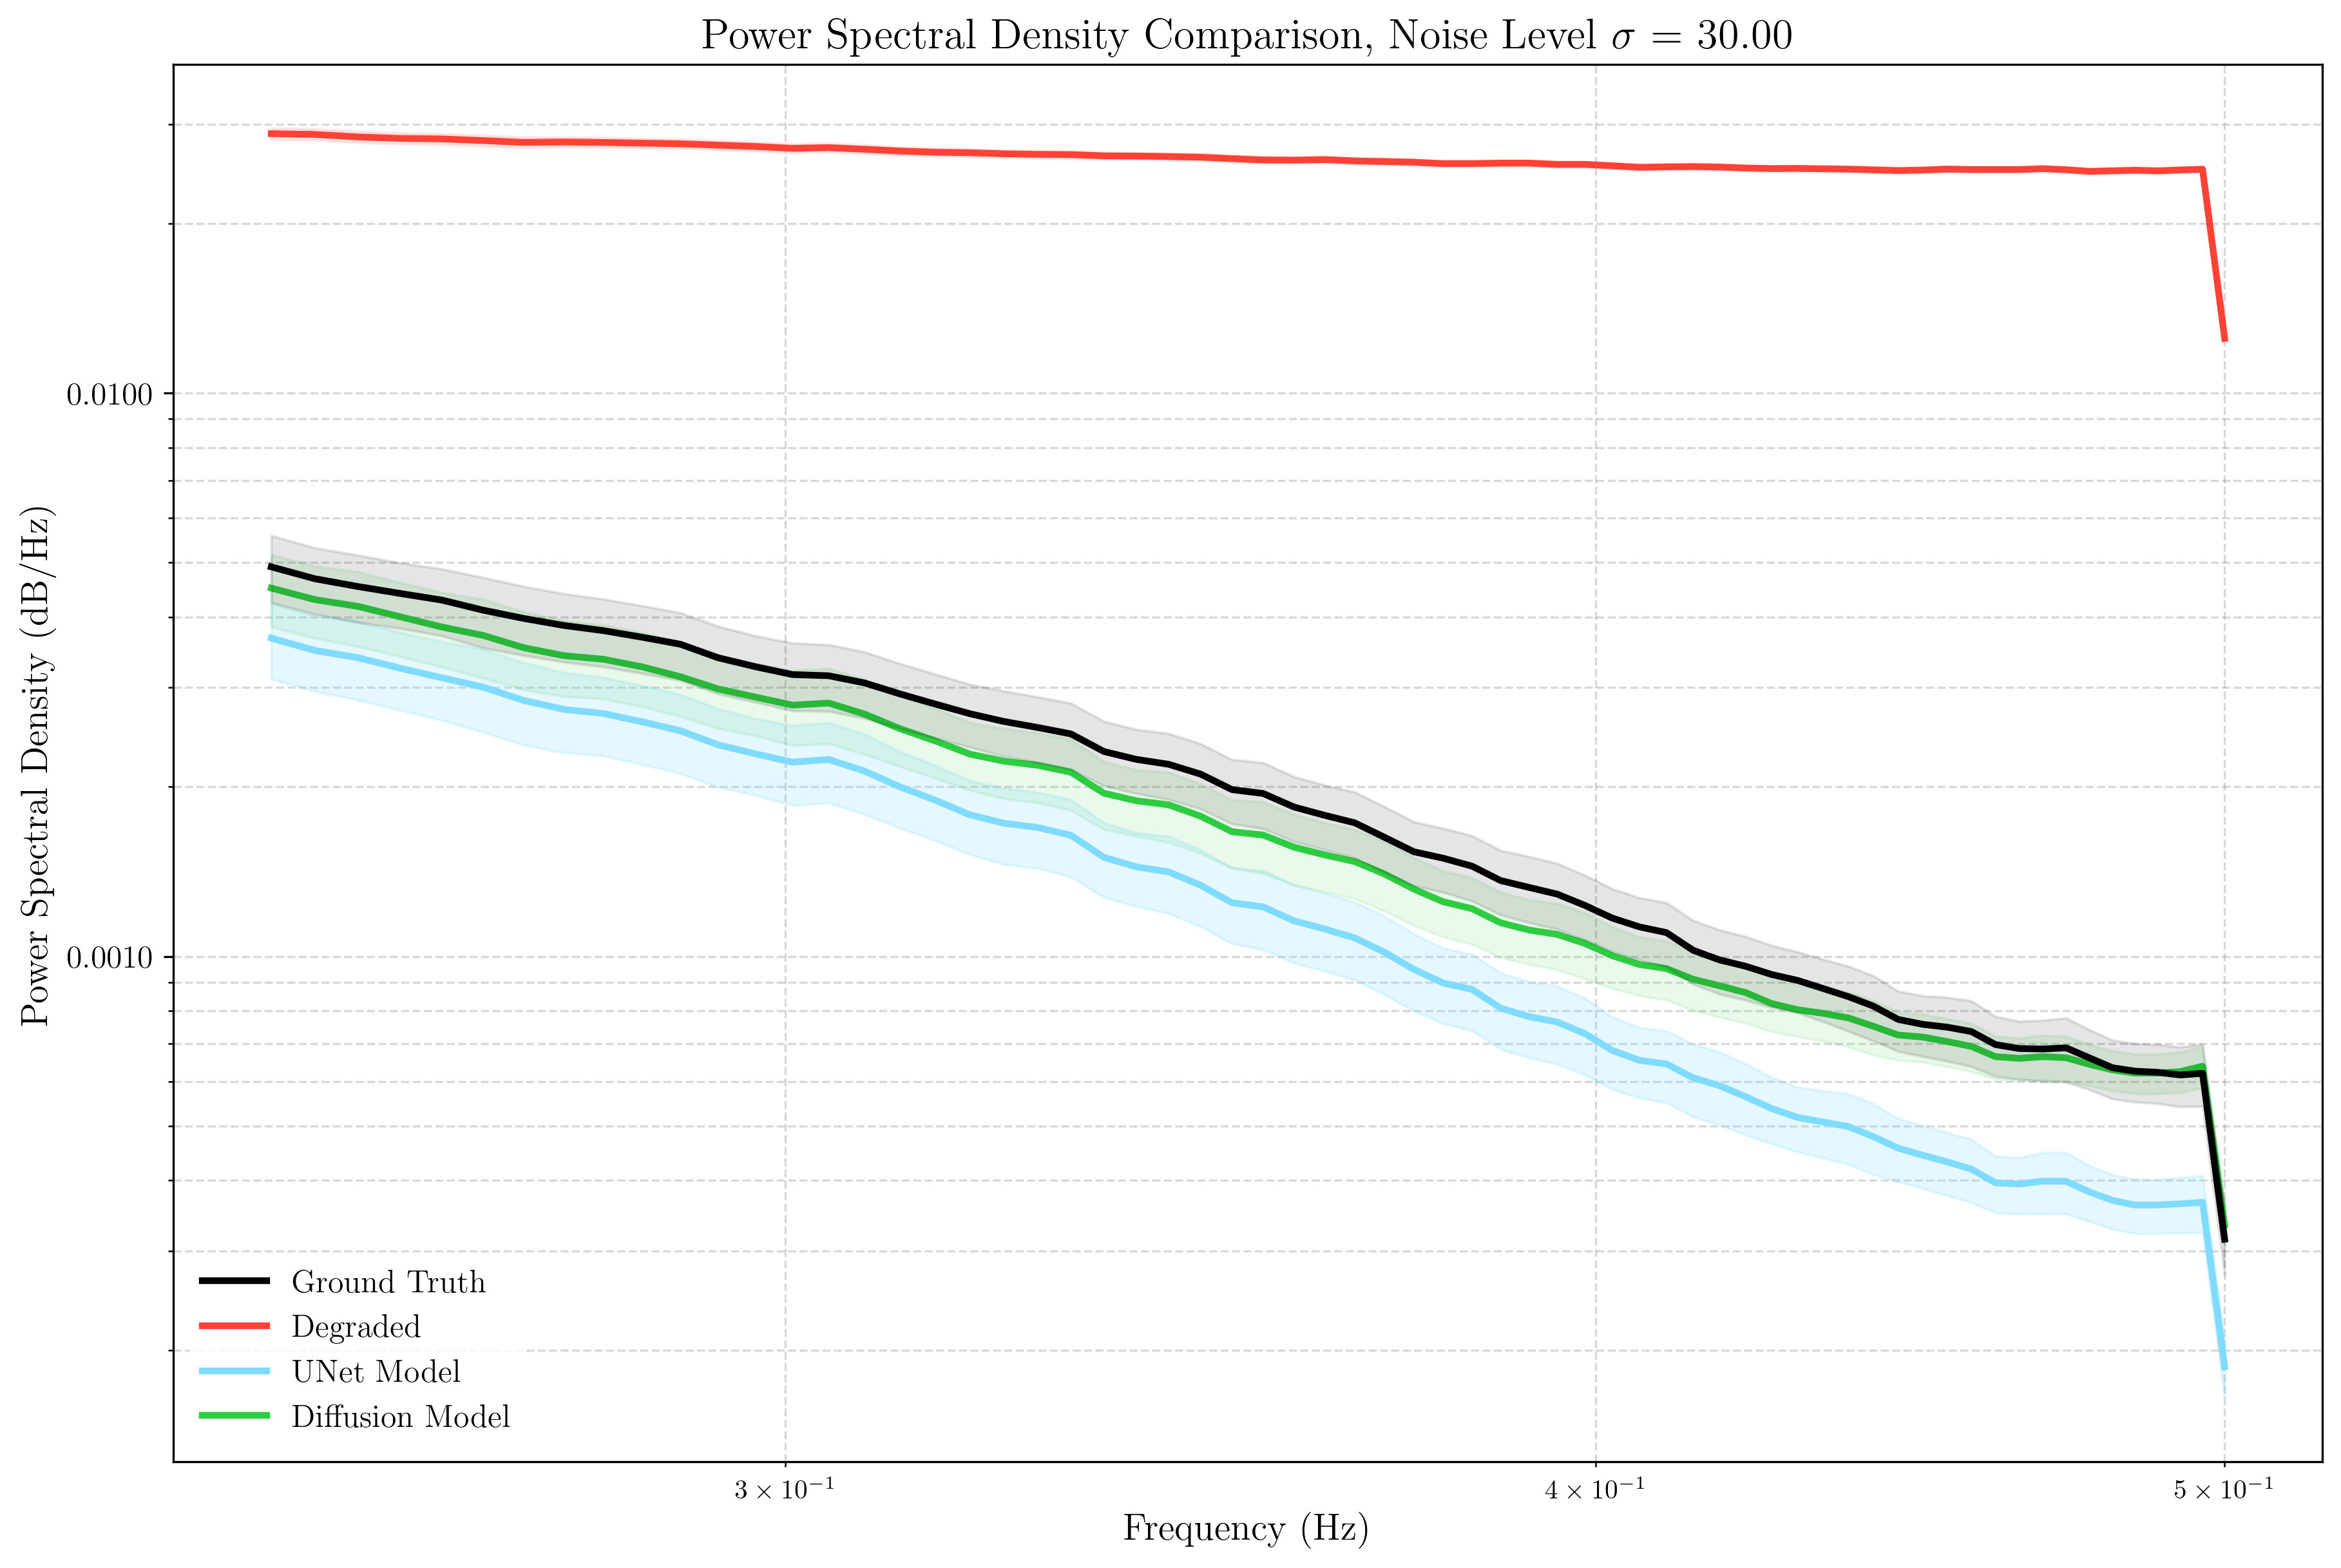 Power Spectral Density Comparison, Noise Level σ = 30.00
Power Spectral Density (dB/Hz)
0.0100
0.0010
Ground Truth
Degraded
UNet Model
Diffusion Model
3 × 10⁻¹
4 × 10⁻¹
5 × 10⁻¹
Frequency (Hz)